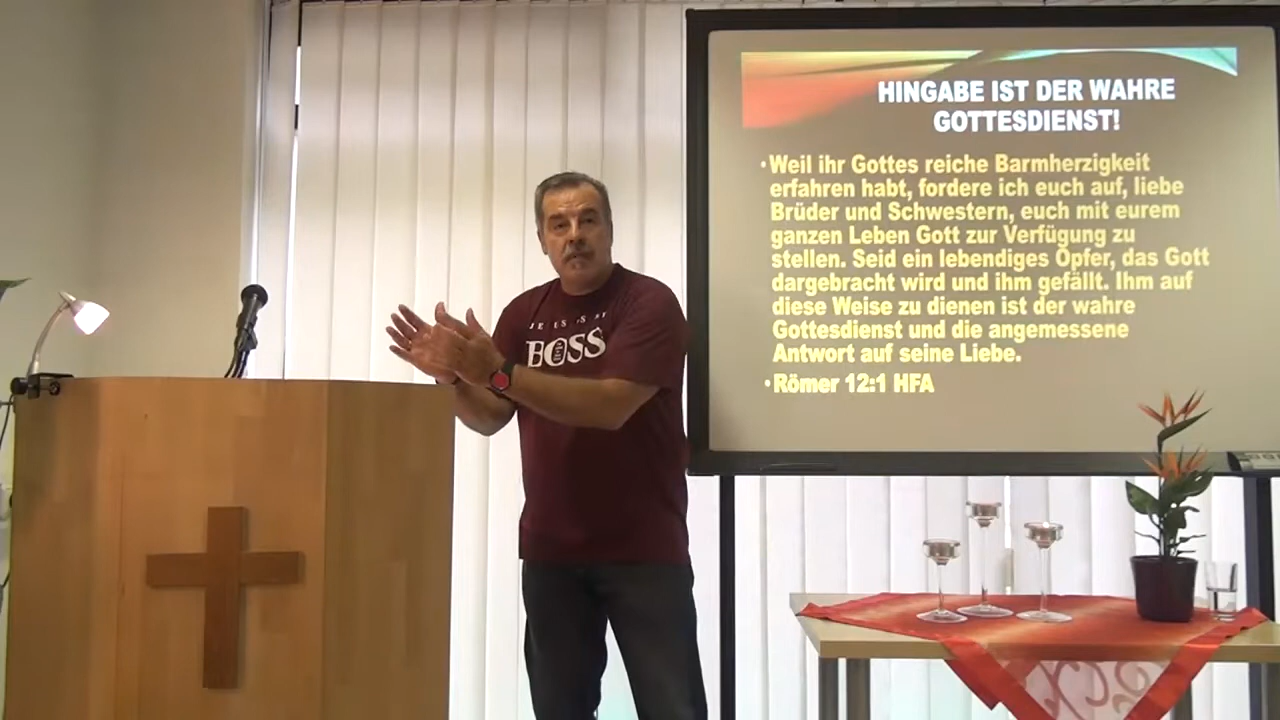 HINGABE IST DER WAHRE
GOTTESDIENST!
•Weil ihr Gottes reiche Barmherzigkeit
erfahren habt, fordere ich euch auf, liebe
Brüder und Schwestern, euch mit eurem
ganzen Leben Gott zur Verfügung zu
stellen. Seid ein lebendiges Opfer, das Gott
dargebracht wird und ihm gefällt. Ihm auf
diese Weise zu dienen ist der wahre
Gottesdienst und die angemessene
Antwort auf seine Liebe.
•Römer 12:1 HFA
BOSS